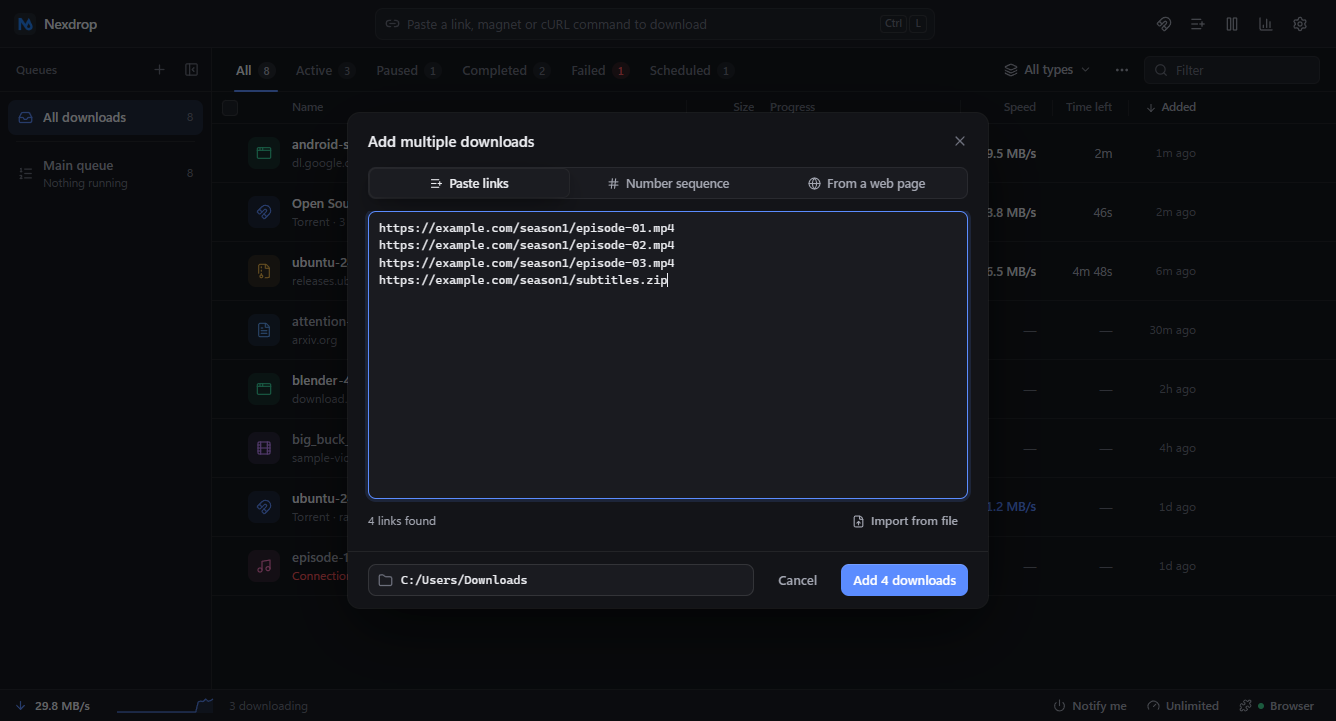 Nexdrop
Paste a link, magnet or cURL command to download
Ctrl L
Queues
All 8
Active 3
Paused 1
Completed 2
Failed 1
Scheduled 1
All types
Filter
All downloads 8
Main queue 8
Nothing running
Name
Size
Progress
Speed
Time left
Added
android-s
dl.google.c
9.5 MB/s
2m
1m ago
Open Sou
Torrent · 3
3.8 MB/s
46s
2m ago
ubuntu-2
releases.ub
6.5 MB/s
4m 48s
6m ago
attention-
arxiv.org
—
—
30m ago
blender-4
download.
—
—
2h ago
big_buck_
sample-vid
—
—
4h ago
ubuntu-2
Torrent · ra
1.2 MB/s
—
1d ago
episode-1
Connection
—
—
1d ago
Add multiple downloads
Paste links
Number sequence
From a web page
https://example.com/season1/episode-01.mp4
https://example.com/season1/episode-02.mp4
https://example.com/season1/episode-03.mp4
https://example.com/season1/subtitles.zip
4 links found
Import from file
C:/Users/Downloads
Cancel
Add 4 downloads
29.8 MB/s
3 downloading
Notify me
Unlimited
Browser